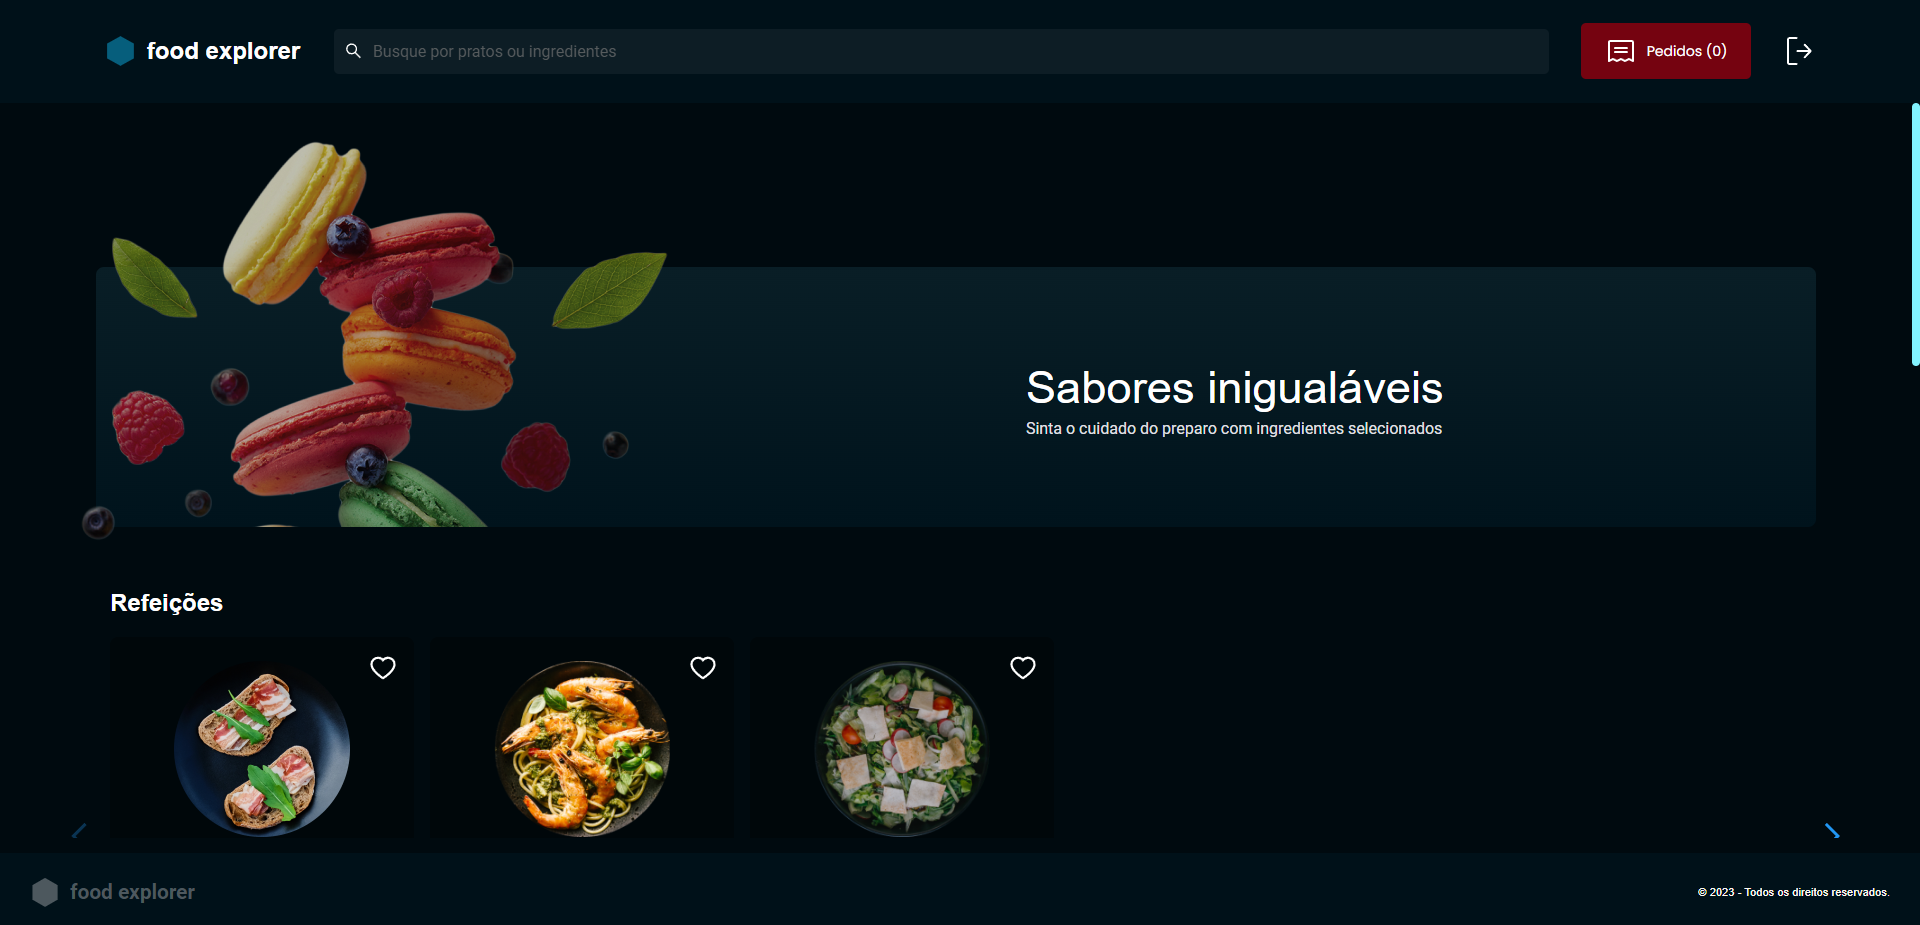 food explorer
Busque por pratos ou ingredientes
Pedidos (0)
Sabores inigualáveis
Sinta o cuidado do preparo com ingredientes selecionados
Refeições
food explorer
© 2023 - Todos os direitos reservados.